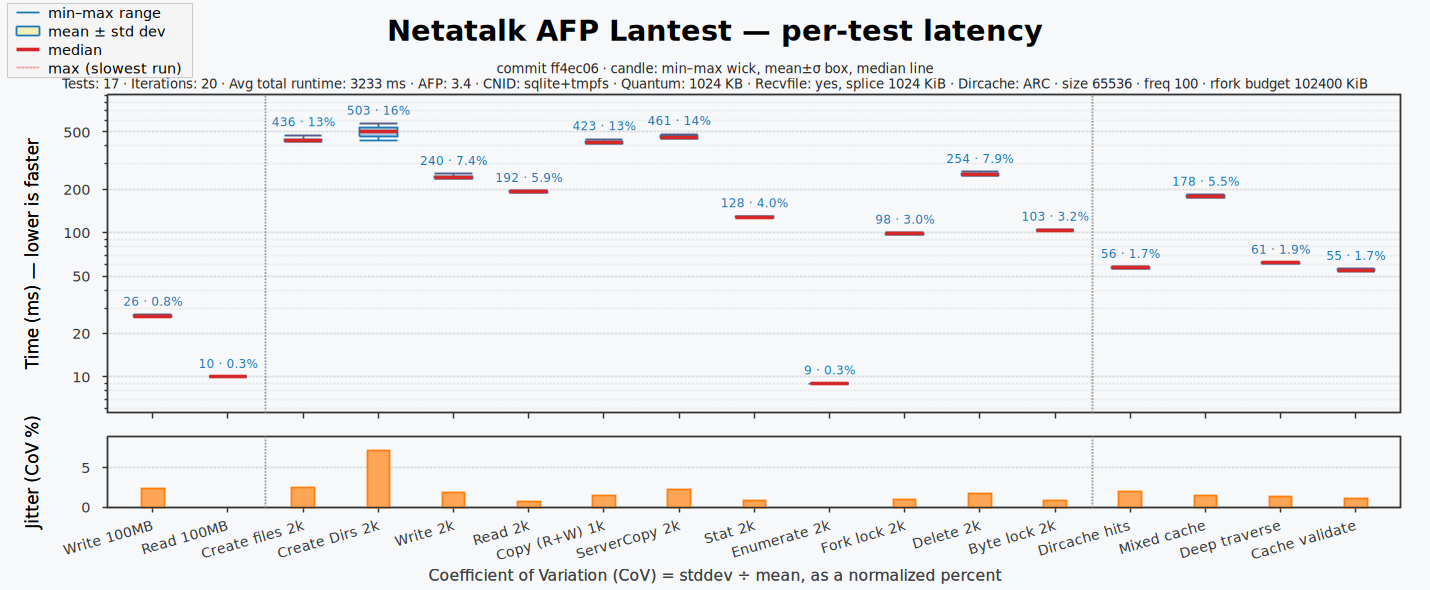 min–max range
mean ± std dev
median
max (slowest run)
Netatalk AFP Lantest — per-test latency
commit ff4ec06 · candle: min–max wick, mean±σ box, median line
Tests: 17 · Iterations: 20 · Avg total runtime: 3233 ms · AFP: 3.4 · CNID: sqlite+tmpfs · Quantum: 1024 KB · Recvfile: yes, splice 1024 KiB · Dircache: ARC · size 65536 · freq 100 · rfork budget 102400 KiB
Time (ms) — lower is faster
500
200
100
50
20
10
26 · 0.8%
10 · 0.3%
436 · 13%
503 · 16%
240 · 7.4%
192 · 5.9%
423 · 13%
461 · 14%
128 · 4.0%
9 · 0.3%
98 · 3.0%
254 · 7.9%
103 · 3.2%
56 · 1.7%
178 · 5.5%
61 · 1.9%
55 · 1.7%
Jitter (CoV %)
5
0
Write 100MB
Read 100MB
Create files 2k
Create Dirs 2k
Write 2k
Read 2k
Copy (R+W) 1k
ServerCopy 2k
Stat 2k
Enumerate 2k
Fork lock 2k
Delete 2k
Byte lock 2k
Dircache hits
Mixed cache
Deep traverse
Cache validate
Coefficient of Variation (CoV) = stddev ÷ mean, as a normalized percent